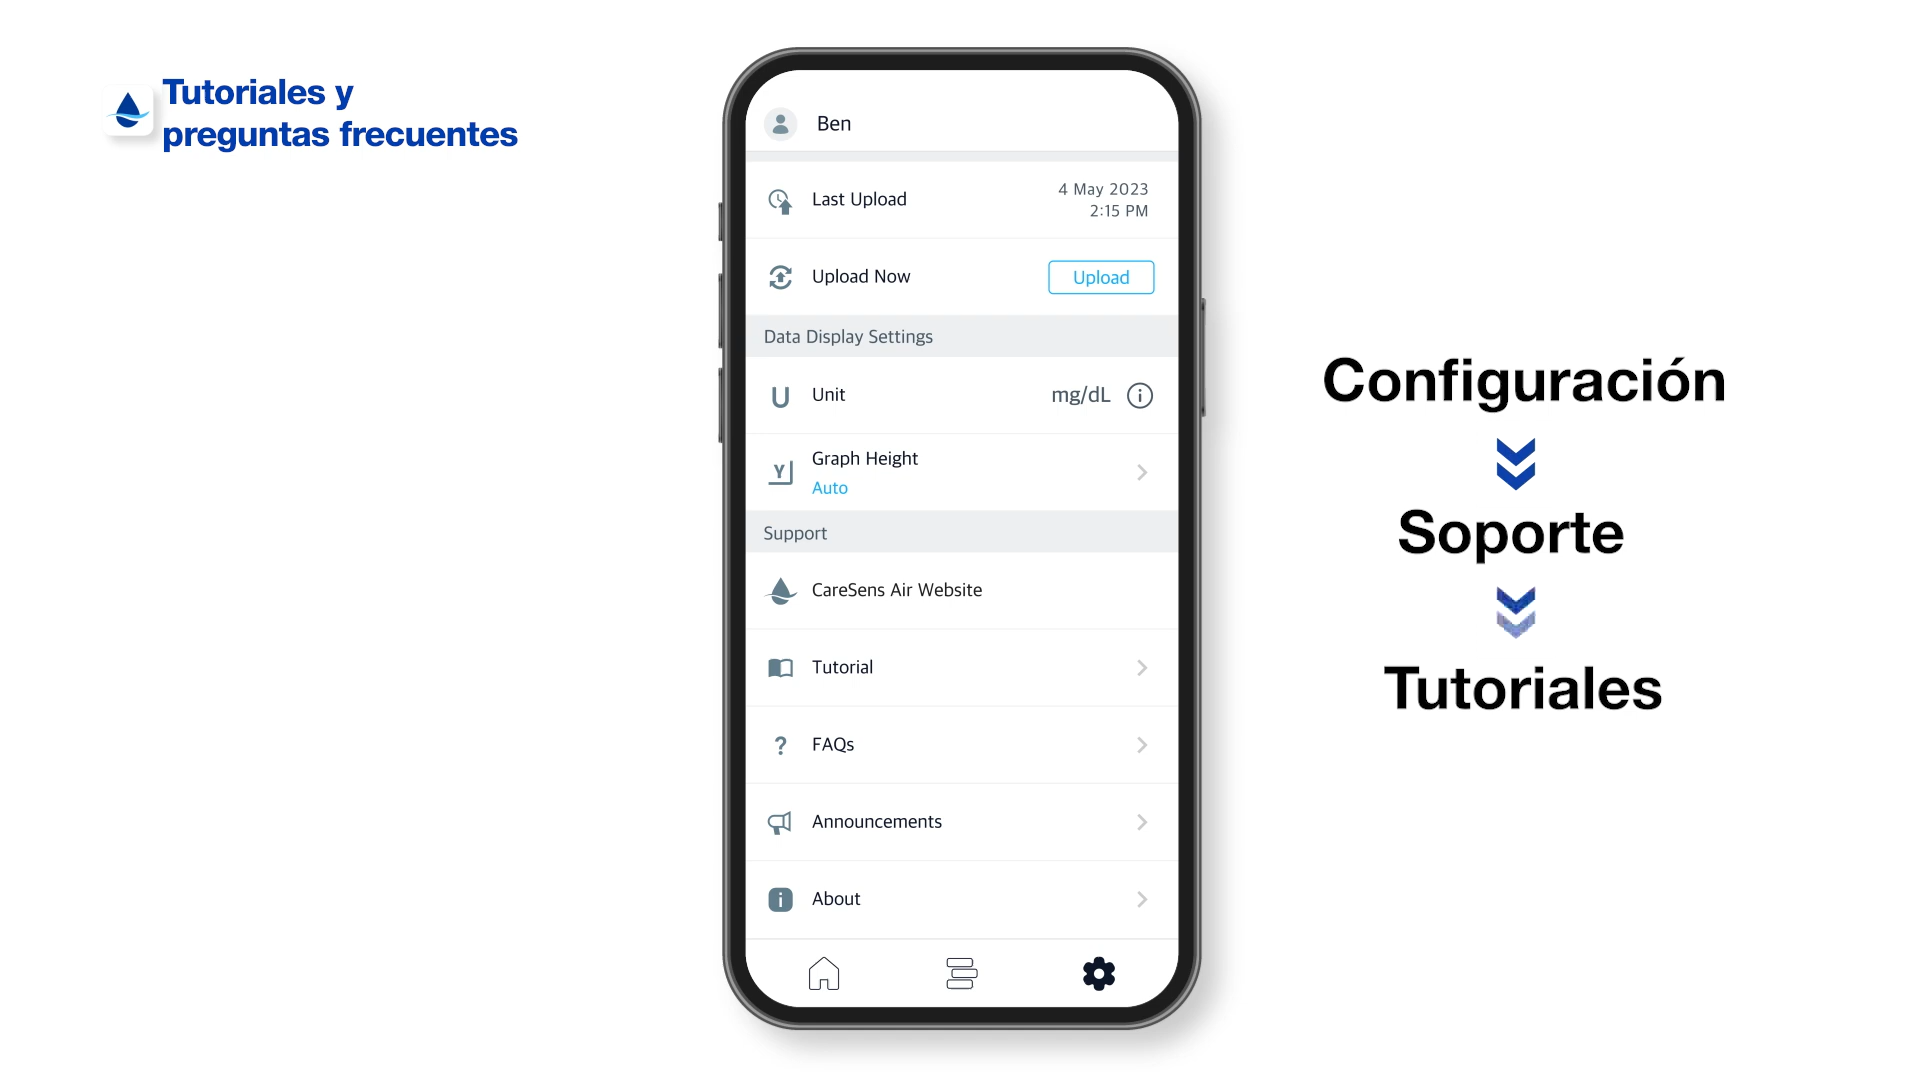 Tutoriales y
preguntas frecuentes
Ben
Last Upload
4 May 2023
2:15 PM
Upload Now
Upload
Data Display Settings
U Unit
mg/dL
Y Graph Height
Auto
Support
CareSens Air Website
Tutorial
? FAQs
Announcements
i About
Configuración
Soporte
Tutoriales